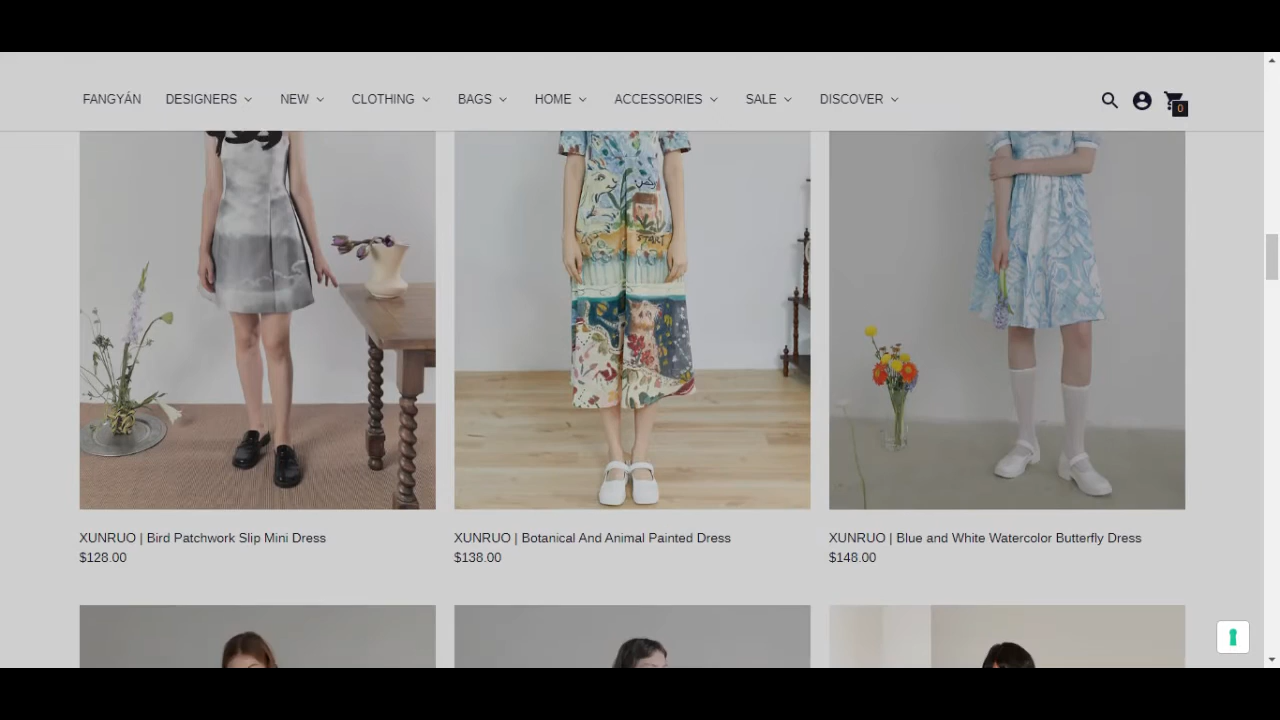 FANGYÁN DESIGNERS NEW CLOTHING BAGS HOME ACCESSORIES SALE DISCOVER 0
START
XUNRUO | Bird Patchwork Slip Mini Dress
$128.00
XUNRUO | Botanical And Animal Painted Dress
$138.00
XUNRUO | Blue and White Watercolor Butterfly Dress
$148.00